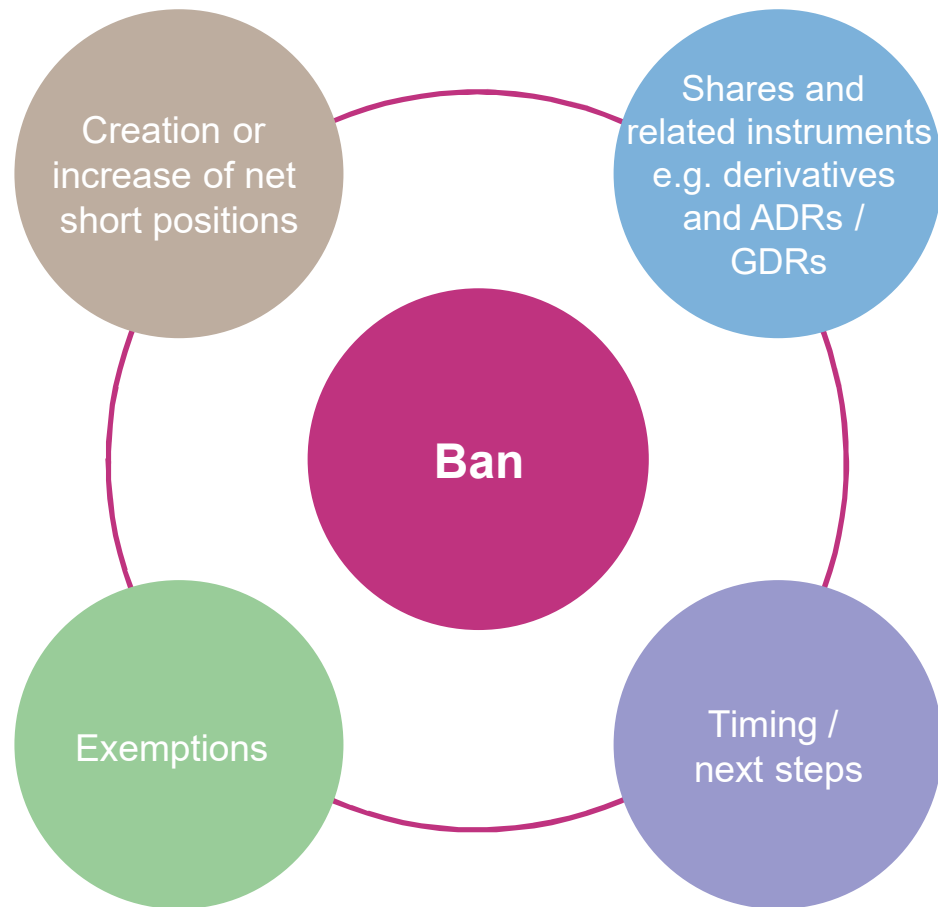 Creation or
increase of net
short positions
Shares and
related instruments
e.g. derivatives
and ADRs /
GDRs
Ban
Exemptions
Timing /
next steps